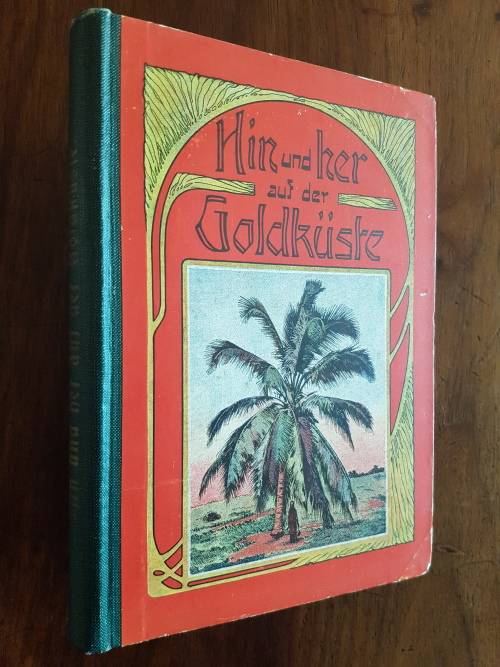 Hin und her
auf der
Goldküste